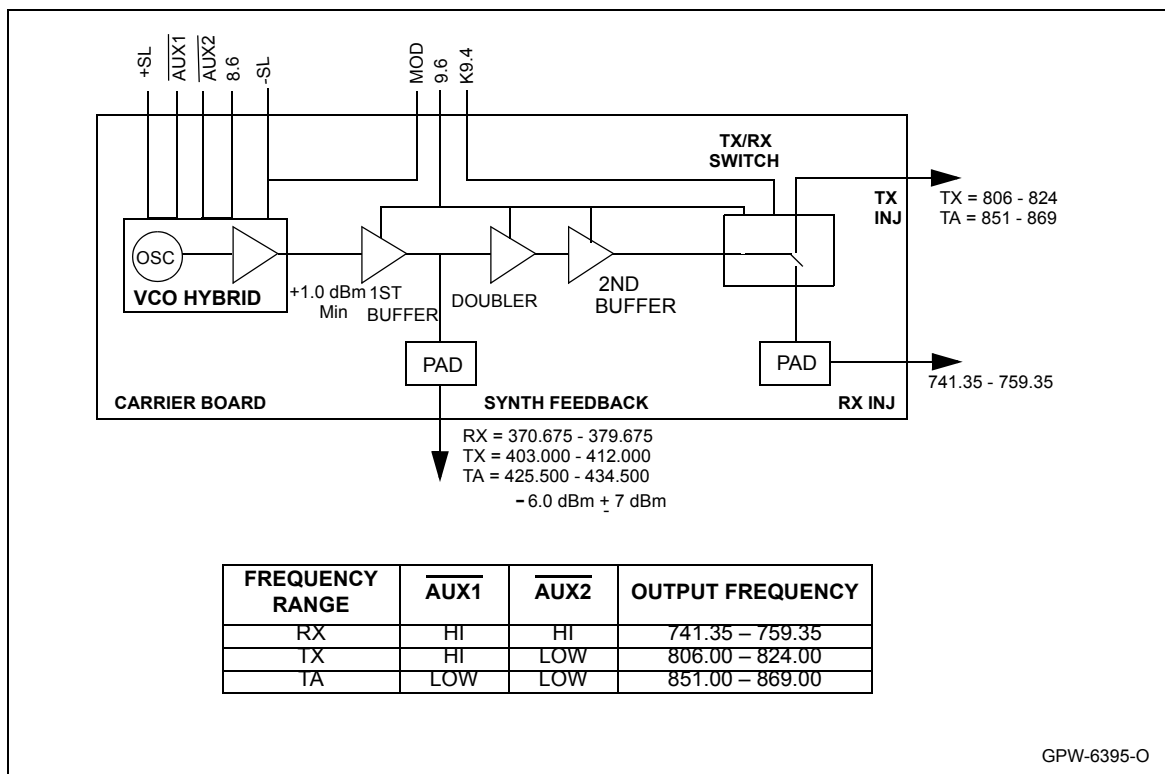 +SL
AUX1
AUX2
8.6
-SL
MOD
9.6
K9.4
TX/RX
SWITCH
TX
INJ
TX = 806 - 824
TA = 851 - 869
OSC
VCO HYBRID
+1.0 dBm
Min
1ST
BUFFER
DOUBLER
2ND
BUFFER
PAD
PAD
741.35 - 759.35
CARRIER BOARD
SYNTH FEEDBACK
RX INJ
RX = 370.675 - 379.675
TX = 403.000 - 412.000
TA = 425.500 - 434.500
- 6.0 dBm + 7 dBm
-
FREQUENCY RANGE AUX1 AUX2 OUTPUT FREQUENCY
RX HI HI 741.35 – 759.35
TX HI LOW 806.00 – 824.00
TA LOW LOW 851.00 – 869.00
GPW-6395-O